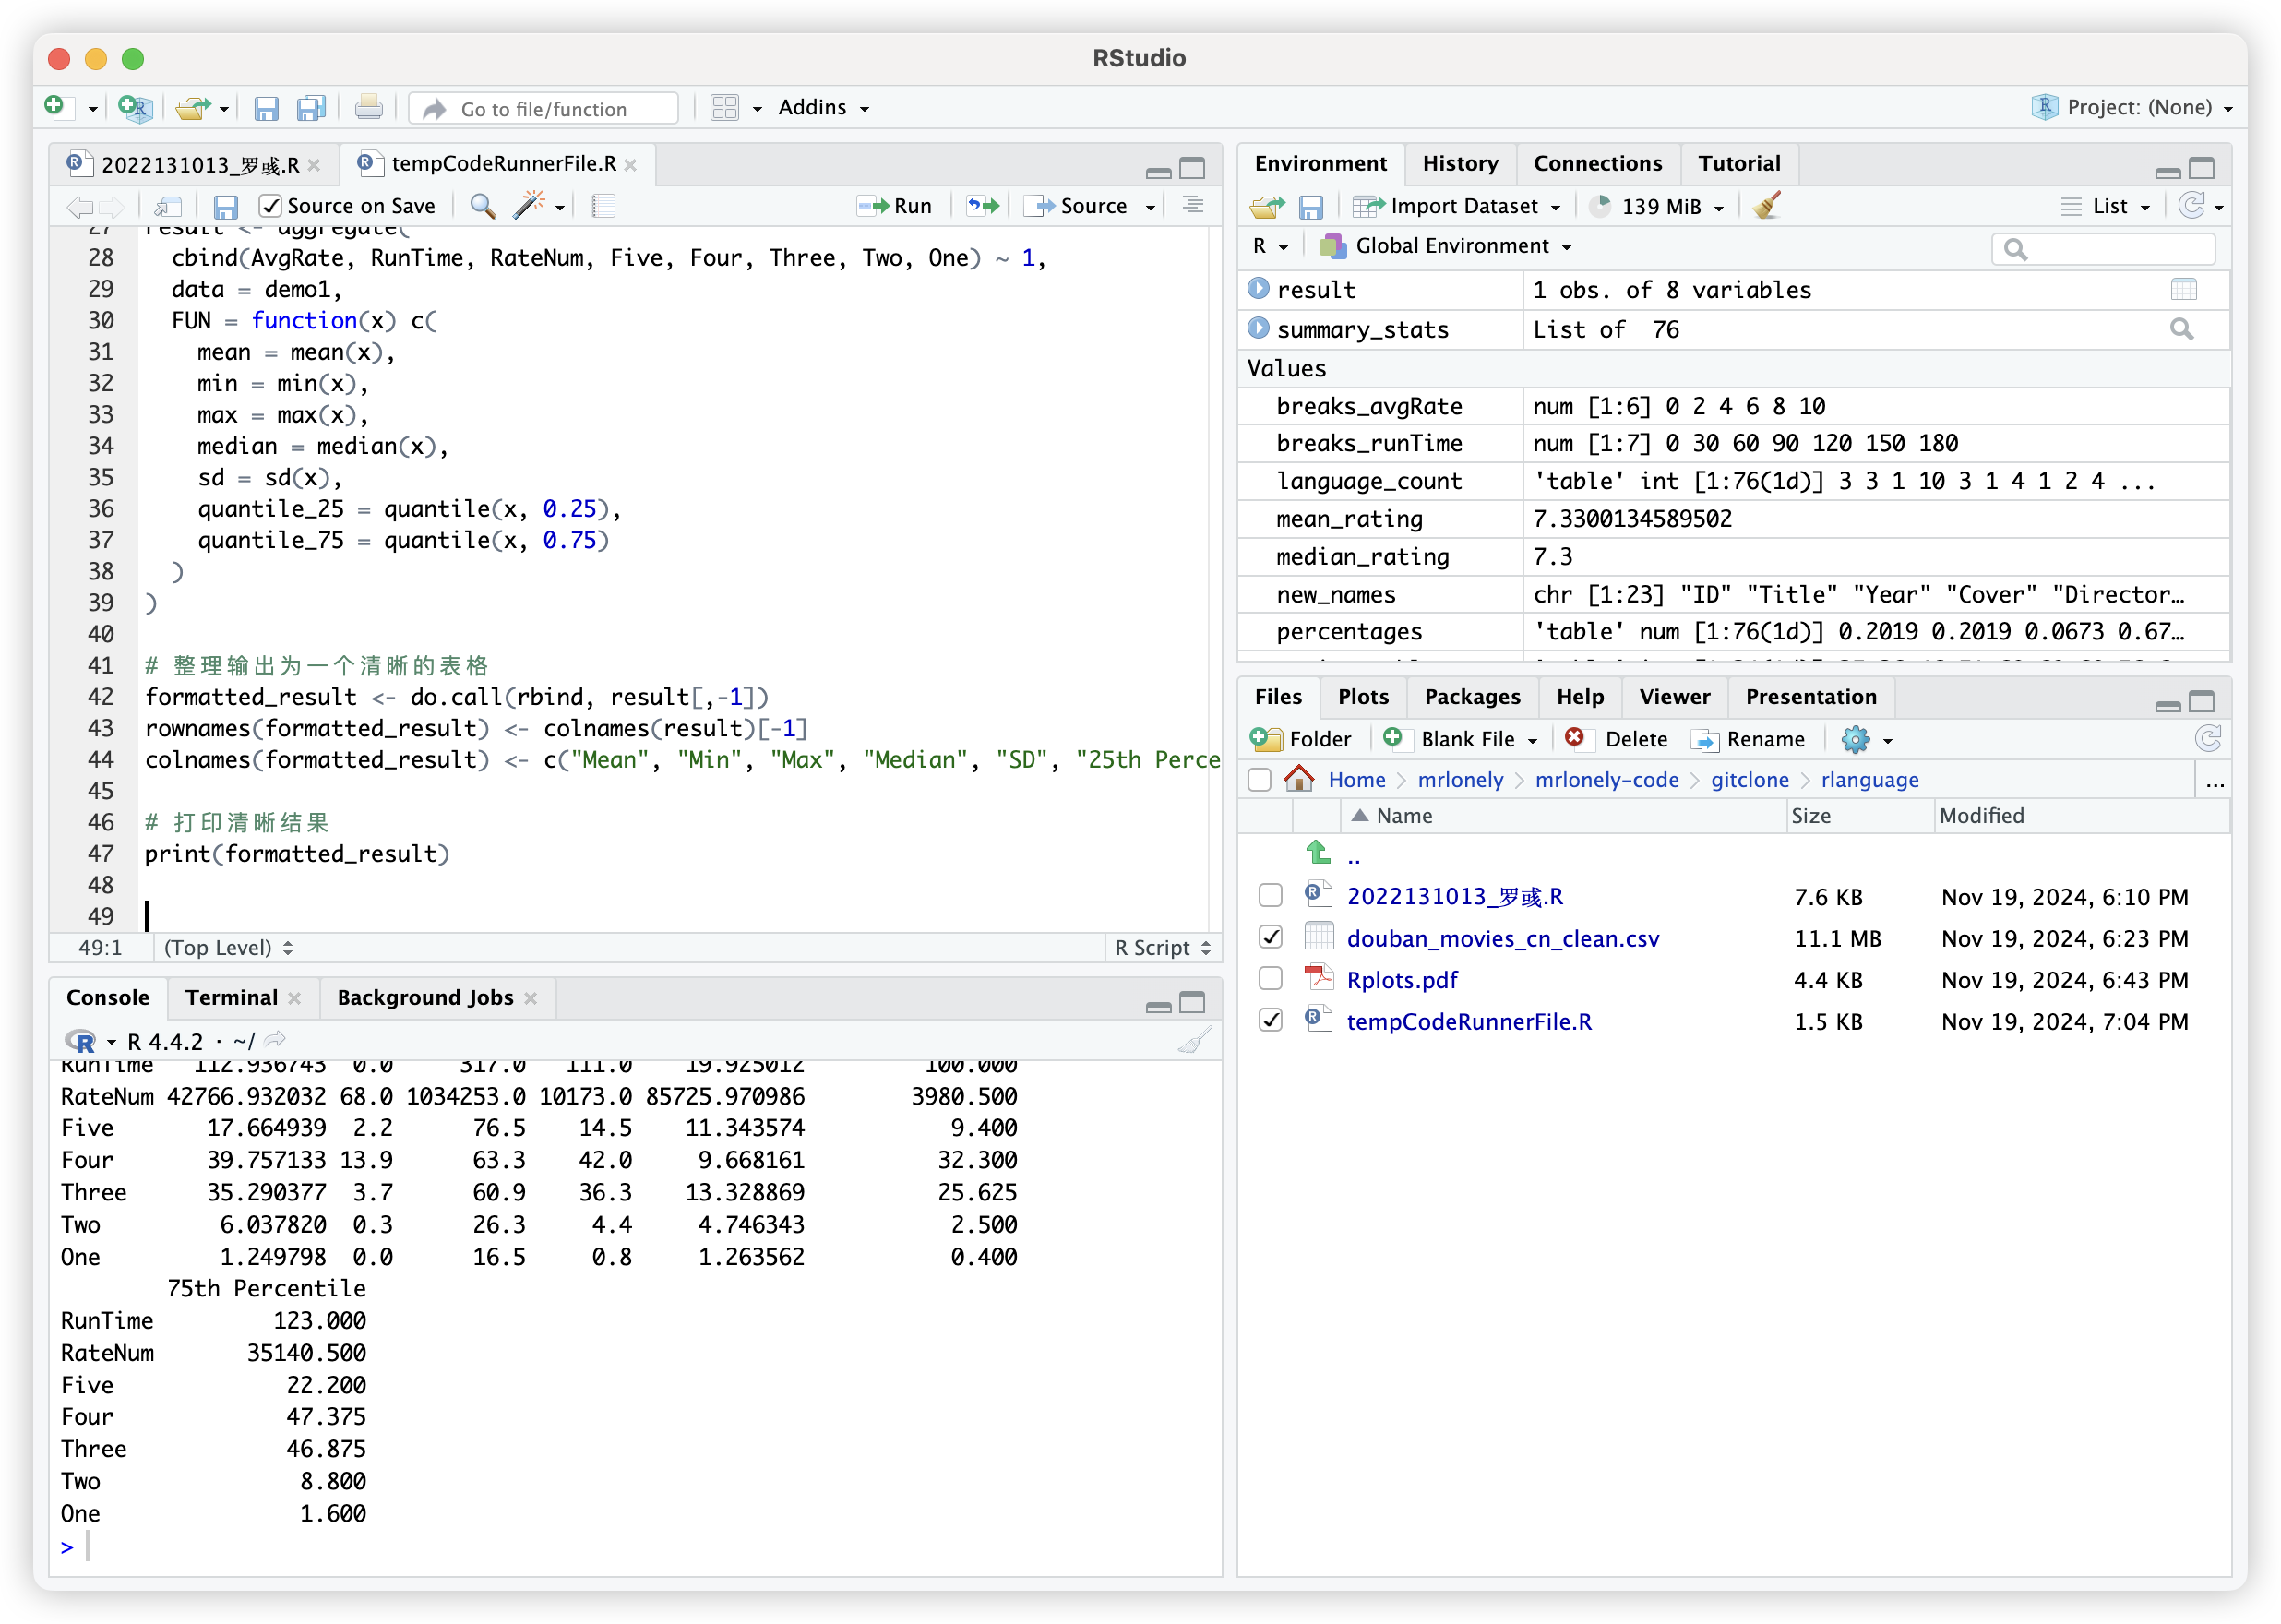 RStudio
Go to file/function
Addins
Project: (None)
2022131013_罗彧.R
tempCodeRunnerFile.R
Source on Save
Run
Source
27 result <- aggregate(
28 cbind(AvgRate, RunTime, RateNum, Five, Four, Three, Two, One) ~ 1,
29 data = demo1,
30 FUN = function(x) c(
31 mean = mean(x),
32 min = min(x),
33 max = max(x),
34 median = median(x),
35 sd = sd(x),
36 quantile_25 = quantile(x, 0.25),
37 quantile_75 = quantile(x, 0.75)
38 )
39 )
40
41 # 整理输出为一个清晰的表格
42 formatted_result <- do.call(rbind, result[,-1])
43 rownames(formatted_result) <- colnames(result)[-1]
44 colnames(formatted_result) <- c("Mean", "Min", "Max", "Median", "SD", "25th Perce
45
46 # 打印清晰结果
47 print(formatted_result)
48
49
49:1 (Top Level) R Script
Console Terminal Background Jobs
R 4.4.2 · ~/
RunTime 112.936743 0.0 317.0 111.0 19.925012 100.000
RateNum 42766.932032 68.0 1034253.0 10173.0 85725.970986 3980.500
Five 17.664939 2.2 76.5 14.5 11.343574 9.400
Four 39.757133 13.9 63.3 42.0 9.668161 32.300
Three 35.290377 3.7 60.9 36.3 13.328869 25.625
Two 6.037820 0.3 26.3 4.4 4.746343 2.500
One 1.249798 0.0 16.5 0.8 1.263562 0.400
75th Percentile
RunTime 123.000
RateNum 35140.500
Five 22.200
Four 47.375
Three 46.875
Two 8.800
One 1.600
>
Environment History Connections Tutorial
Import Dataset 139 MiB List
R Global Environment
result 1 obs. of 8 variables
summary_stats List of 76
Values
breaks_avgRate num [1:6] 0 2 4 6 8 10
breaks_runTime num [1:7] 0 30 60 90 120 150 180
language_count 'table' int [1:76(1d)] 3 3 1 10 3 1 4 1 2 4 ...
mean_rating 7.3300134589502
median_rating 7.3
new_names chr [1:23] "ID" "Title" "Year" "Cover" "Director…
percentages 'table' num [1:76(1d)] 0.2019 0.2019 0.0673 0.67…
Files Plots Packages Help Viewer Presentation
Folder Blank File Delete Rename
Home mrlonely mrlonely-code gitclone rlanguage ...
Name Size Modified
..
2022131013_罗彧.R 7.6 KB Nov 19, 2024, 6:10 PM
douban_movies_cn_clean.csv 11.1 MB Nov 19, 2024, 6:23 PM
Rplots.pdf 4.4 KB Nov 19, 2024, 6:43 PM
tempCodeRunnerFile.R 1.5 KB Nov 19, 2024, 7:04 PM